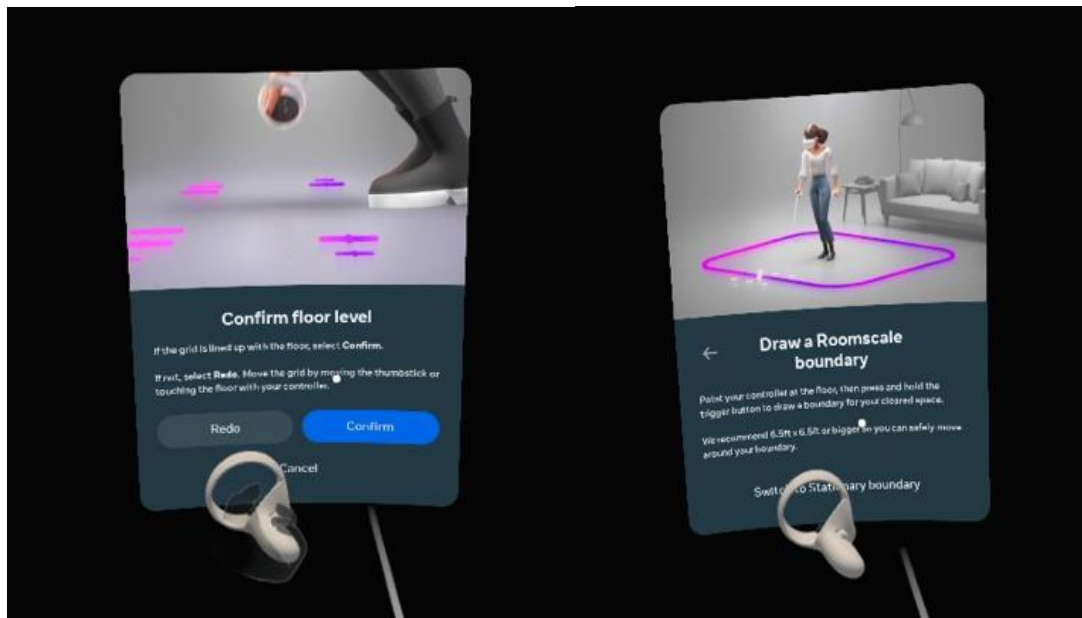 Confirm floor level
If the grid is lined up with the floor, select Confirm.
If not, select Redo. Move the grid by moving the thumbstick or
touching the floor with your controller.
Redo
Confirm
Cancel
Draw a Roomscale
boundary
Point your controller at the floor, then press and hold the
trigger button to draw a boundary for your cleared space.
We recommend 6.5ft x 6.5ft or bigger so you can safely move
around your boundary.
Switch to Stationary boundary